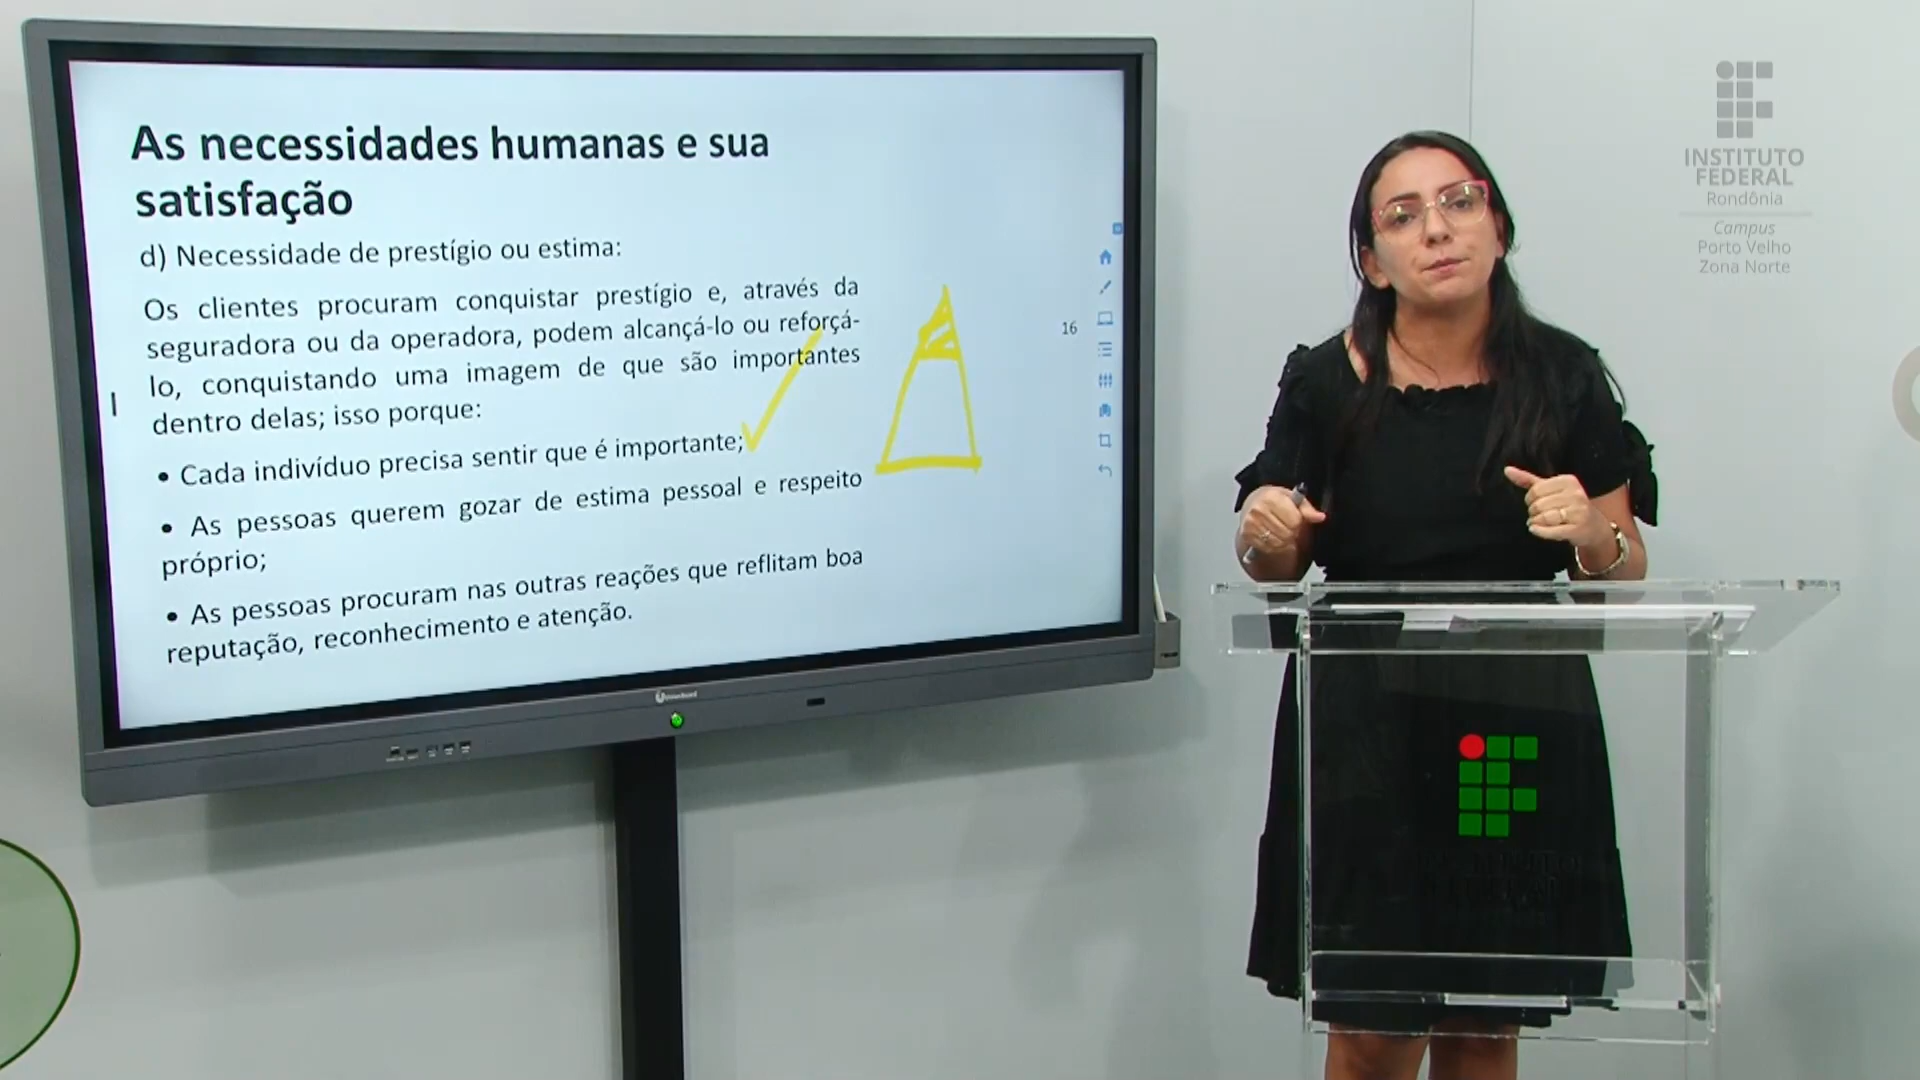 As necessidades humanas e sua
satisfação
d) Necessidade de prestígio ou estima:
Os clientes procuram conquistar prestígio e, através da
seguradora ou da operadora, podem alcançá-lo ou reforçá-
lo, conquistando uma imagem de que são importantes
dentro delas; isso porque:
• Cada indivíduo precisa sentir que é importante;
• As pessoas querem gozar de estima pessoal e respeito
próprio;
• As pessoas procuram nas outras reações que reflitam boa
reputação, reconhecimento e atenção.
16
INSTITUTO
FEDERAL
Rondônia
Campus
Porto Velho
Zona Norte